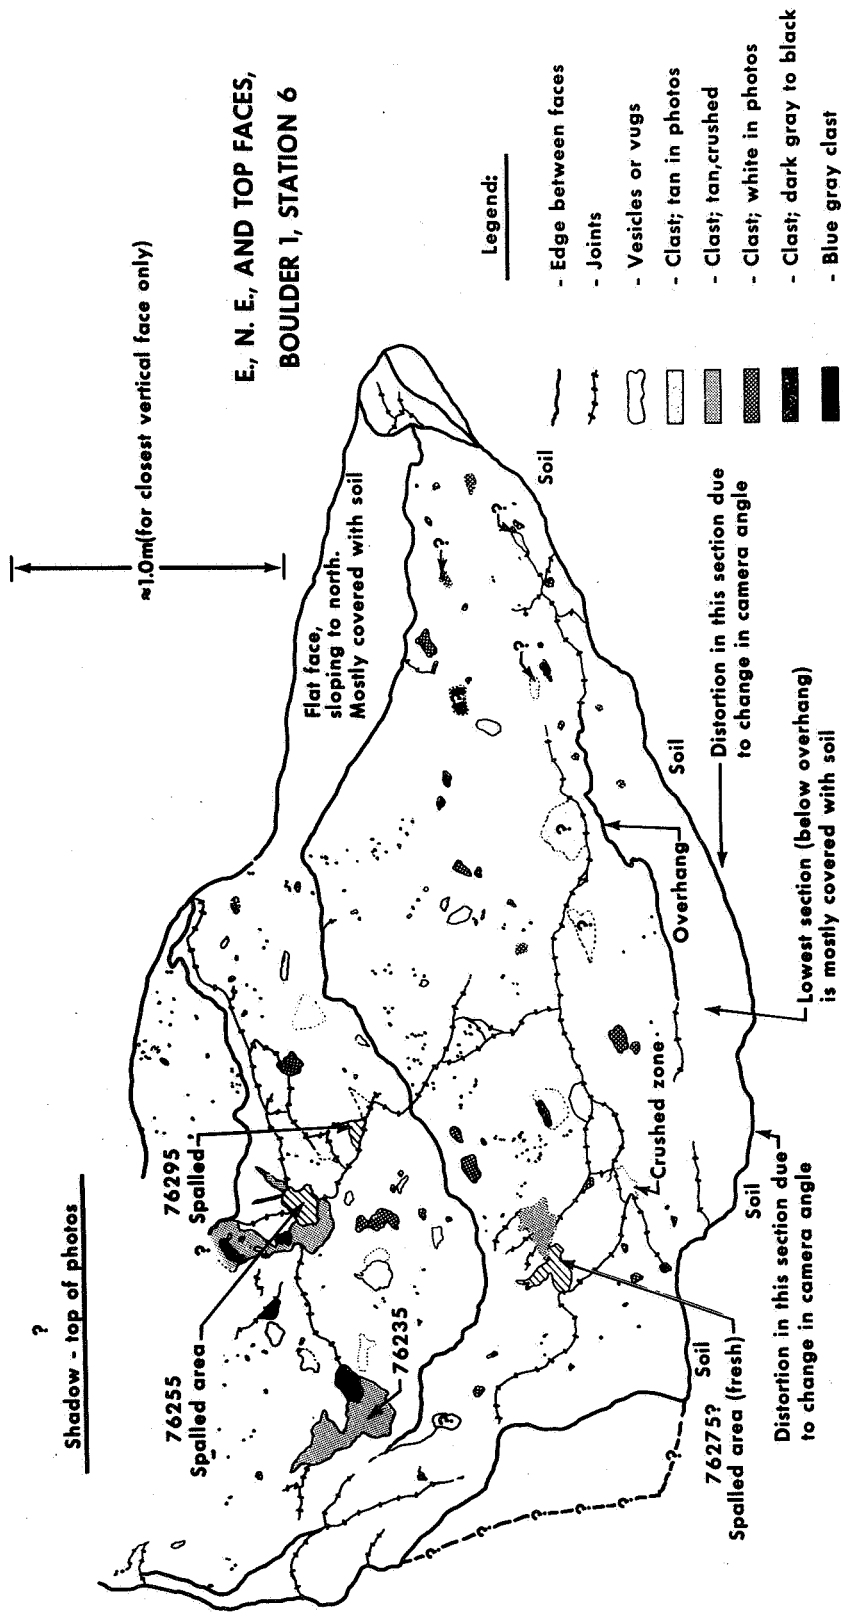 E., N. E., AND TOP FACES,
BOULDER 1, STATION 6
≈1.0m(for closest vertical face only)
Legend:
- Edge between faces
- Joints
- Vesicles or vugs
- Clast; tan in photos
- Clast; tan,crushed
- Clast; white in photos
- Clast; dark gray to black
- Blue gray clast
?
Shadow - top of photos
76255
Spalled area
76295
Spalled
?
76235
Flat face,
sloping to north.
Mostly covered with soil
?
?
?
?
?
?
?
?
?
?
?
Crushed zone
Overhang
Soil
Soil
Soil
Soil
76275?
Spalled area (fresh)
Distortion in this section due
to change in camera angle
Lowest section (below overhang)
is mostly covered with soil
Distortion in this section due
to change in camera angle